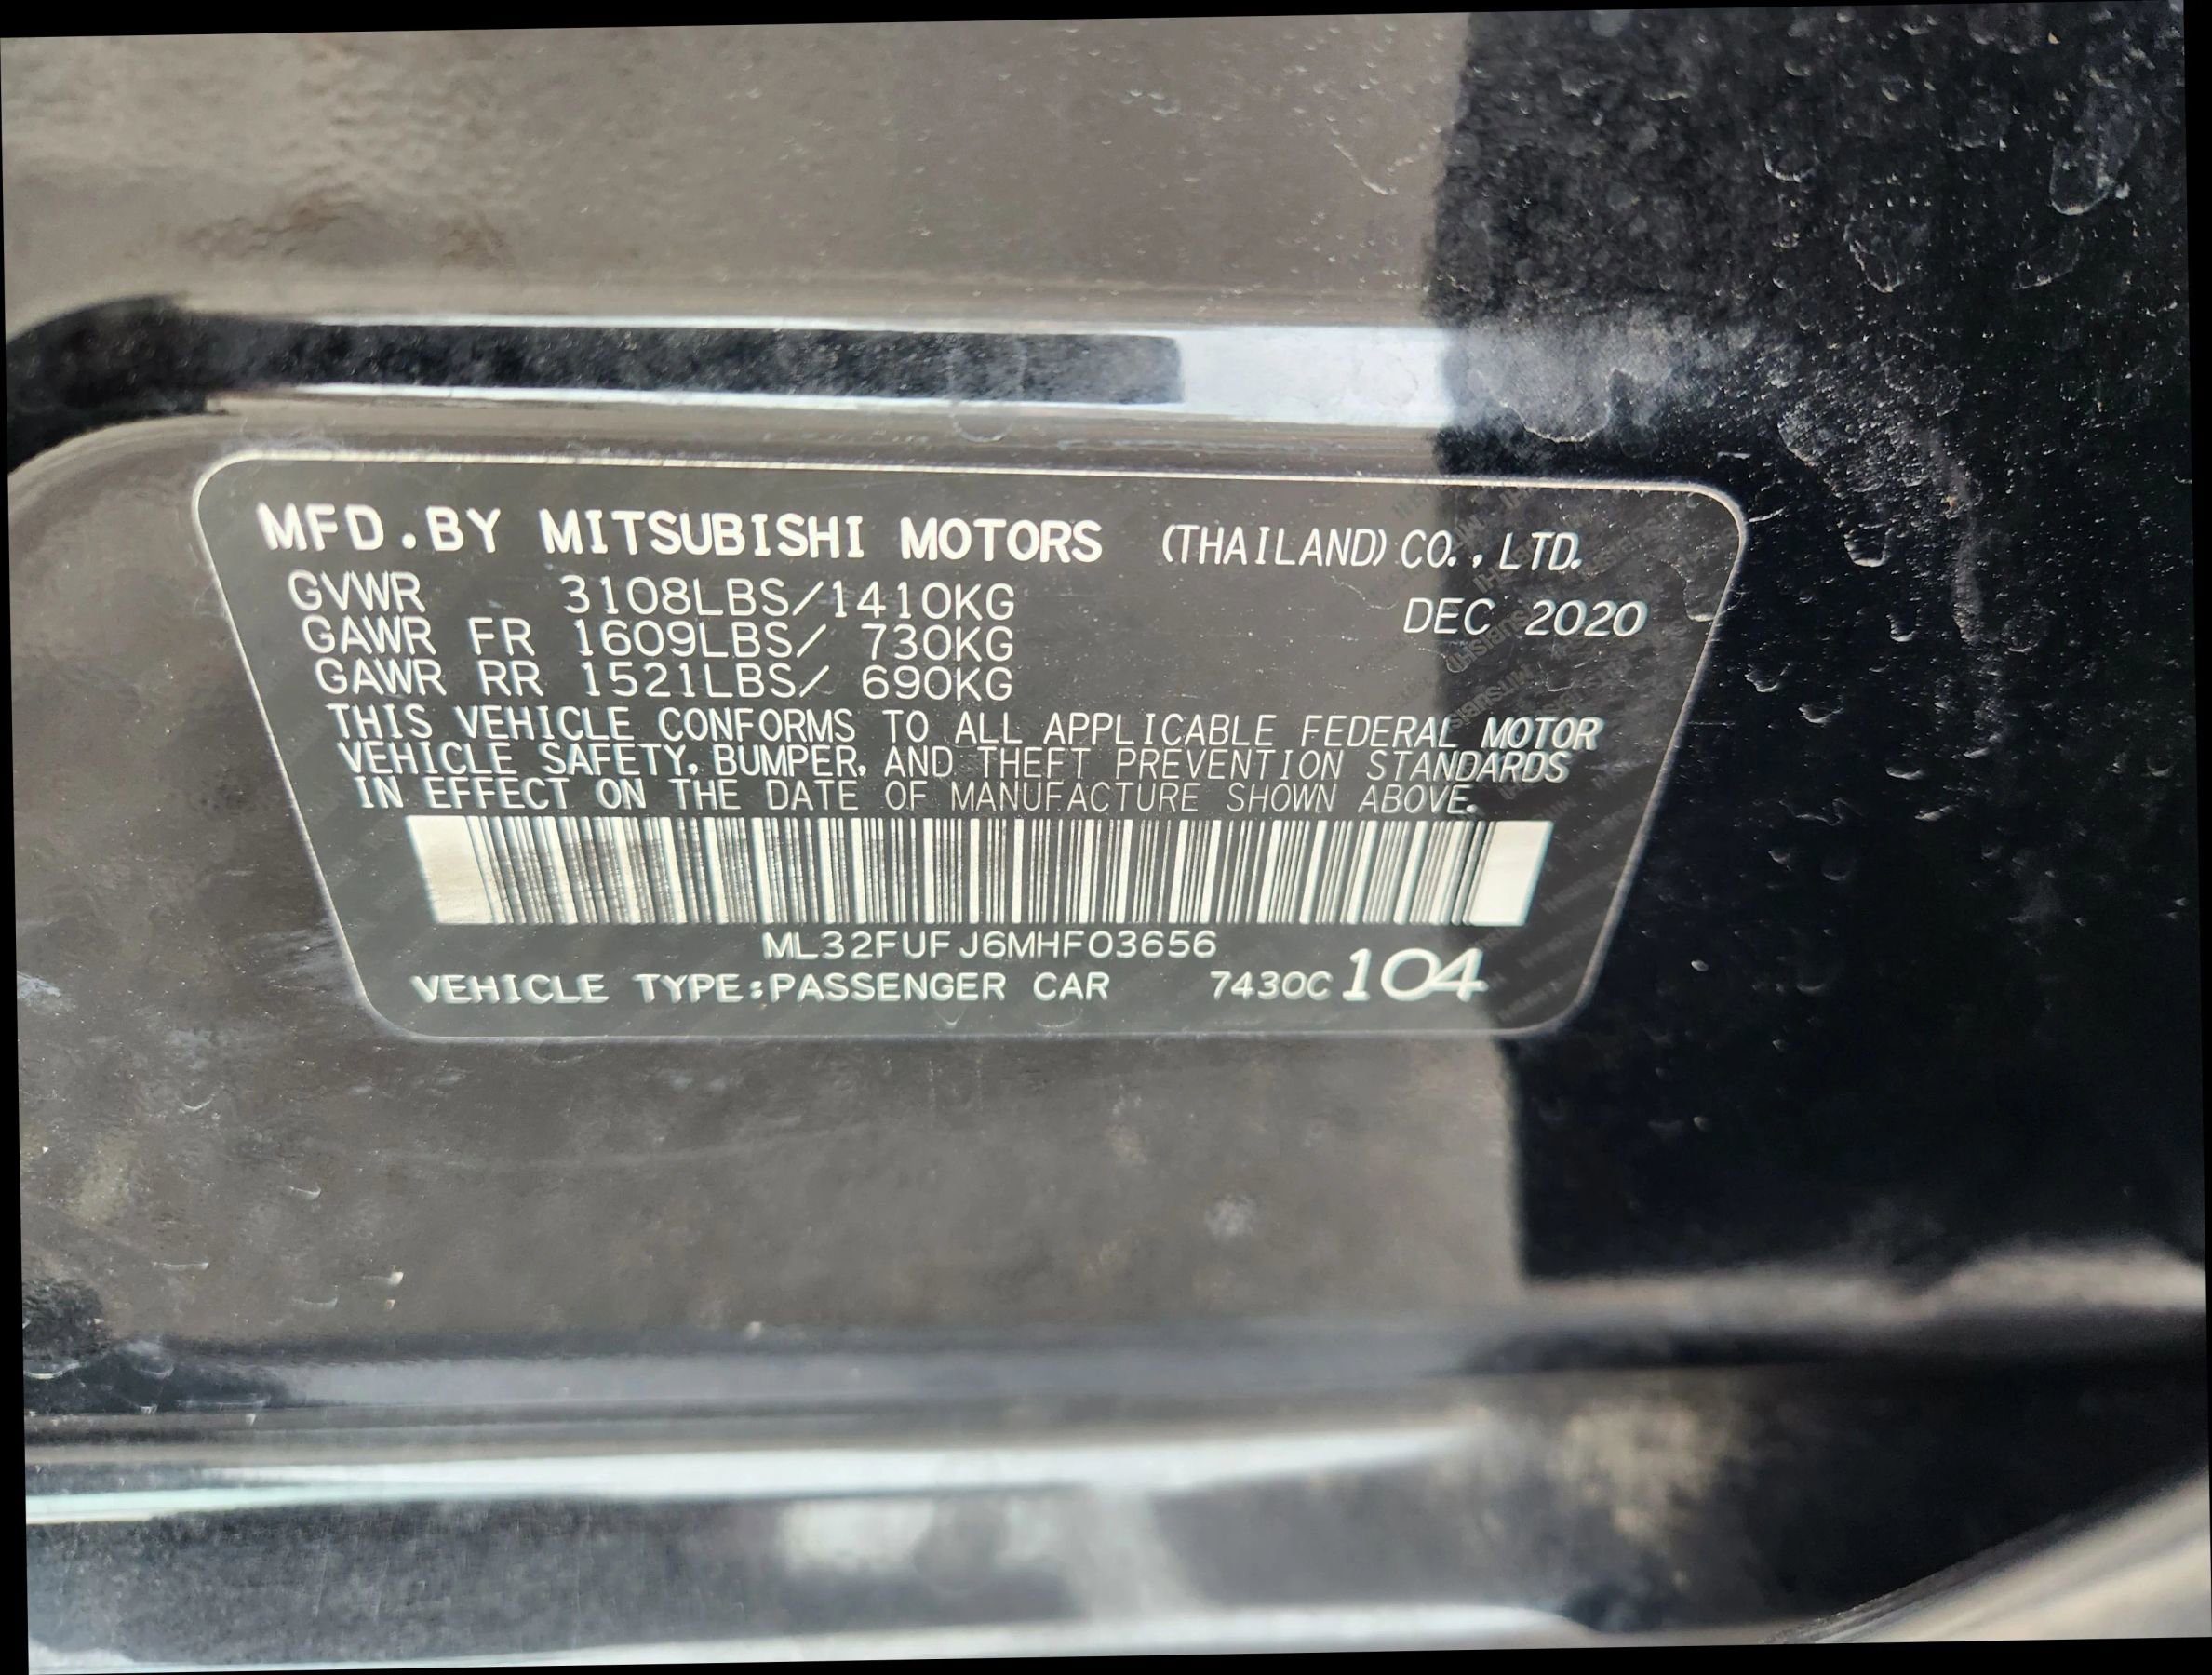 MFD.BY MITSUBISHI MOTORS (THAILAND) CO.,LTD.
GVWR 3108LBS/1410KG DEC 2020
GAWR FR 1609LBS/ 730KG
GAWR RR 1521LBS/ 690KG
THIS VEHICLE CONFORMS TO ALL APPLICABLE FEDERAL MOTOR
VEHICLE SAFETY, BUMPER, AND THEFT PREVENTION STANDARDS
IN EFFECT ON THE DATE OF MANUFACTURE SHOWN ABOVE.
ML32FUFJ6MHF03656
VEHICLE TYPE:PASSENGER CAR 7430C 104